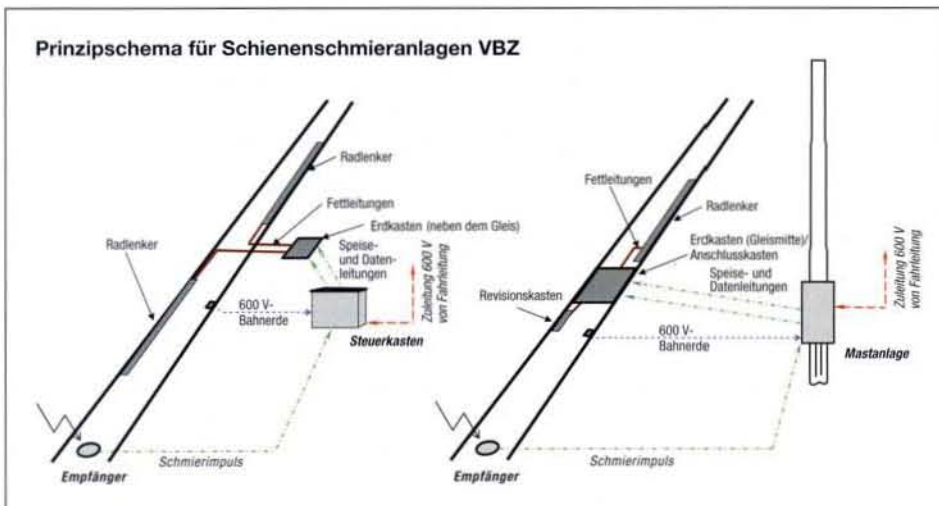 Prinzipschema für Schienenschmieranlagen VBZ
Radlenker
Fettleitungen
Erdkasten (neben dem Gleis)
Radlenker
Speise-
und Daten-
leitungen
Zuleitung 600 V
von Fahrleitung
600 V-
Bahnerde
Steuerkasten
Schmierimpuls
Empfänger
Fettleitungen
Radlenker
Erdkasten (Gleismitte)/
Anschlusskasten
Speise- und
Datenleitungen
Revisionskasten
Zuleitung 600 V
von Fahrleitung
600 V-
Bahnerde
Mastanlage
Schmierimpuls
Empfänger